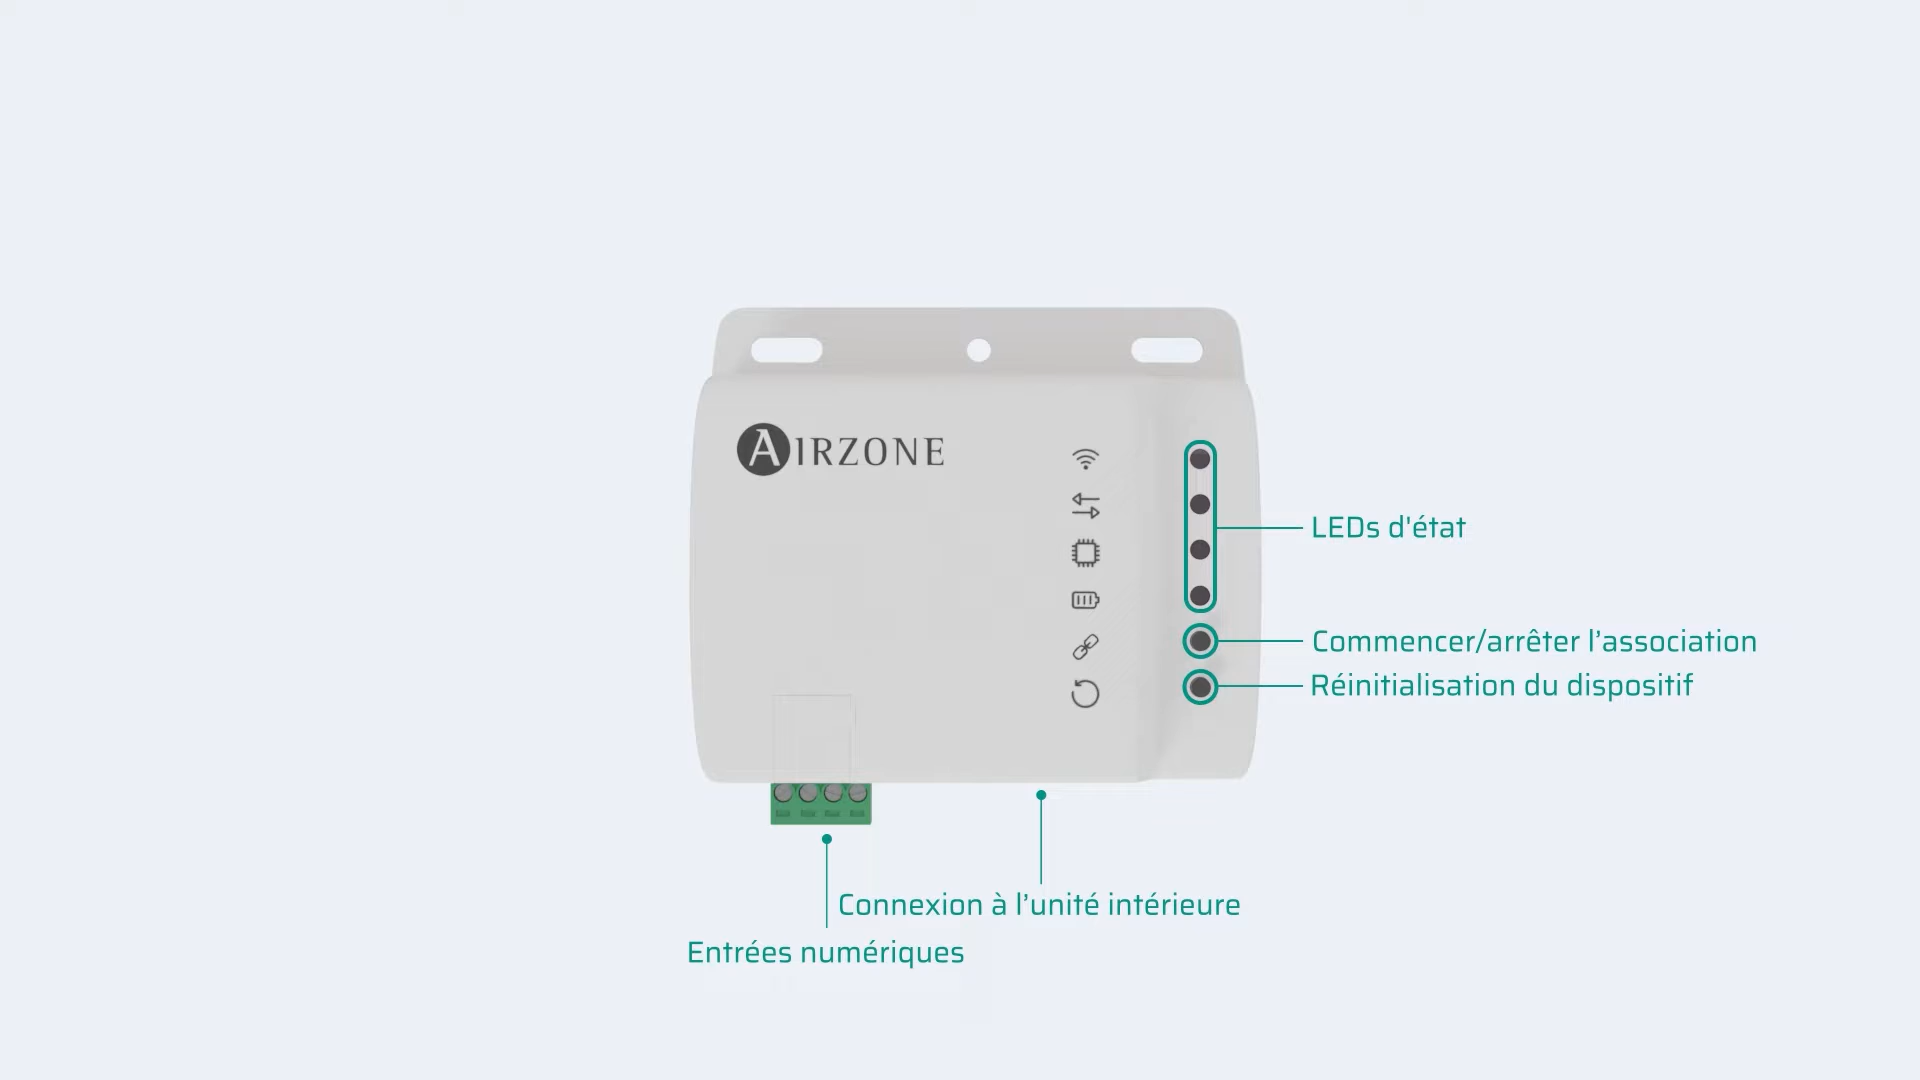 AIRZONE
LEDs d'état
Commencer/arrêter l’association
Réinitialisation du dispositif
Connexion à l’unité intérieure
Entrées numériques